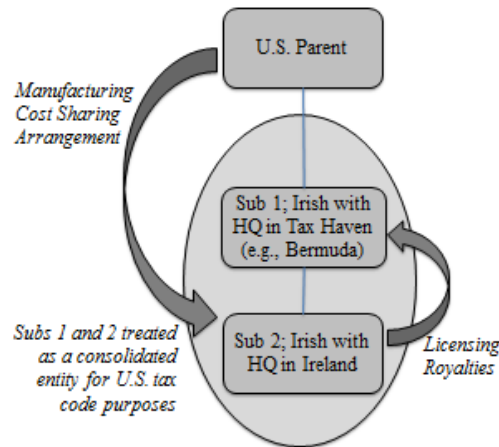 U.S. Parent
Manufacturing
Cost Sharing
Arrangement
Sub 1; Irish with
HQ in Tax Haven
(e.g., Bermuda)
Subs 1 and 2 treated
as a consolidated
entity for U.S. tax
code purposes
Sub 2; Irish with
HQ in Ireland
Licensing
Royalties